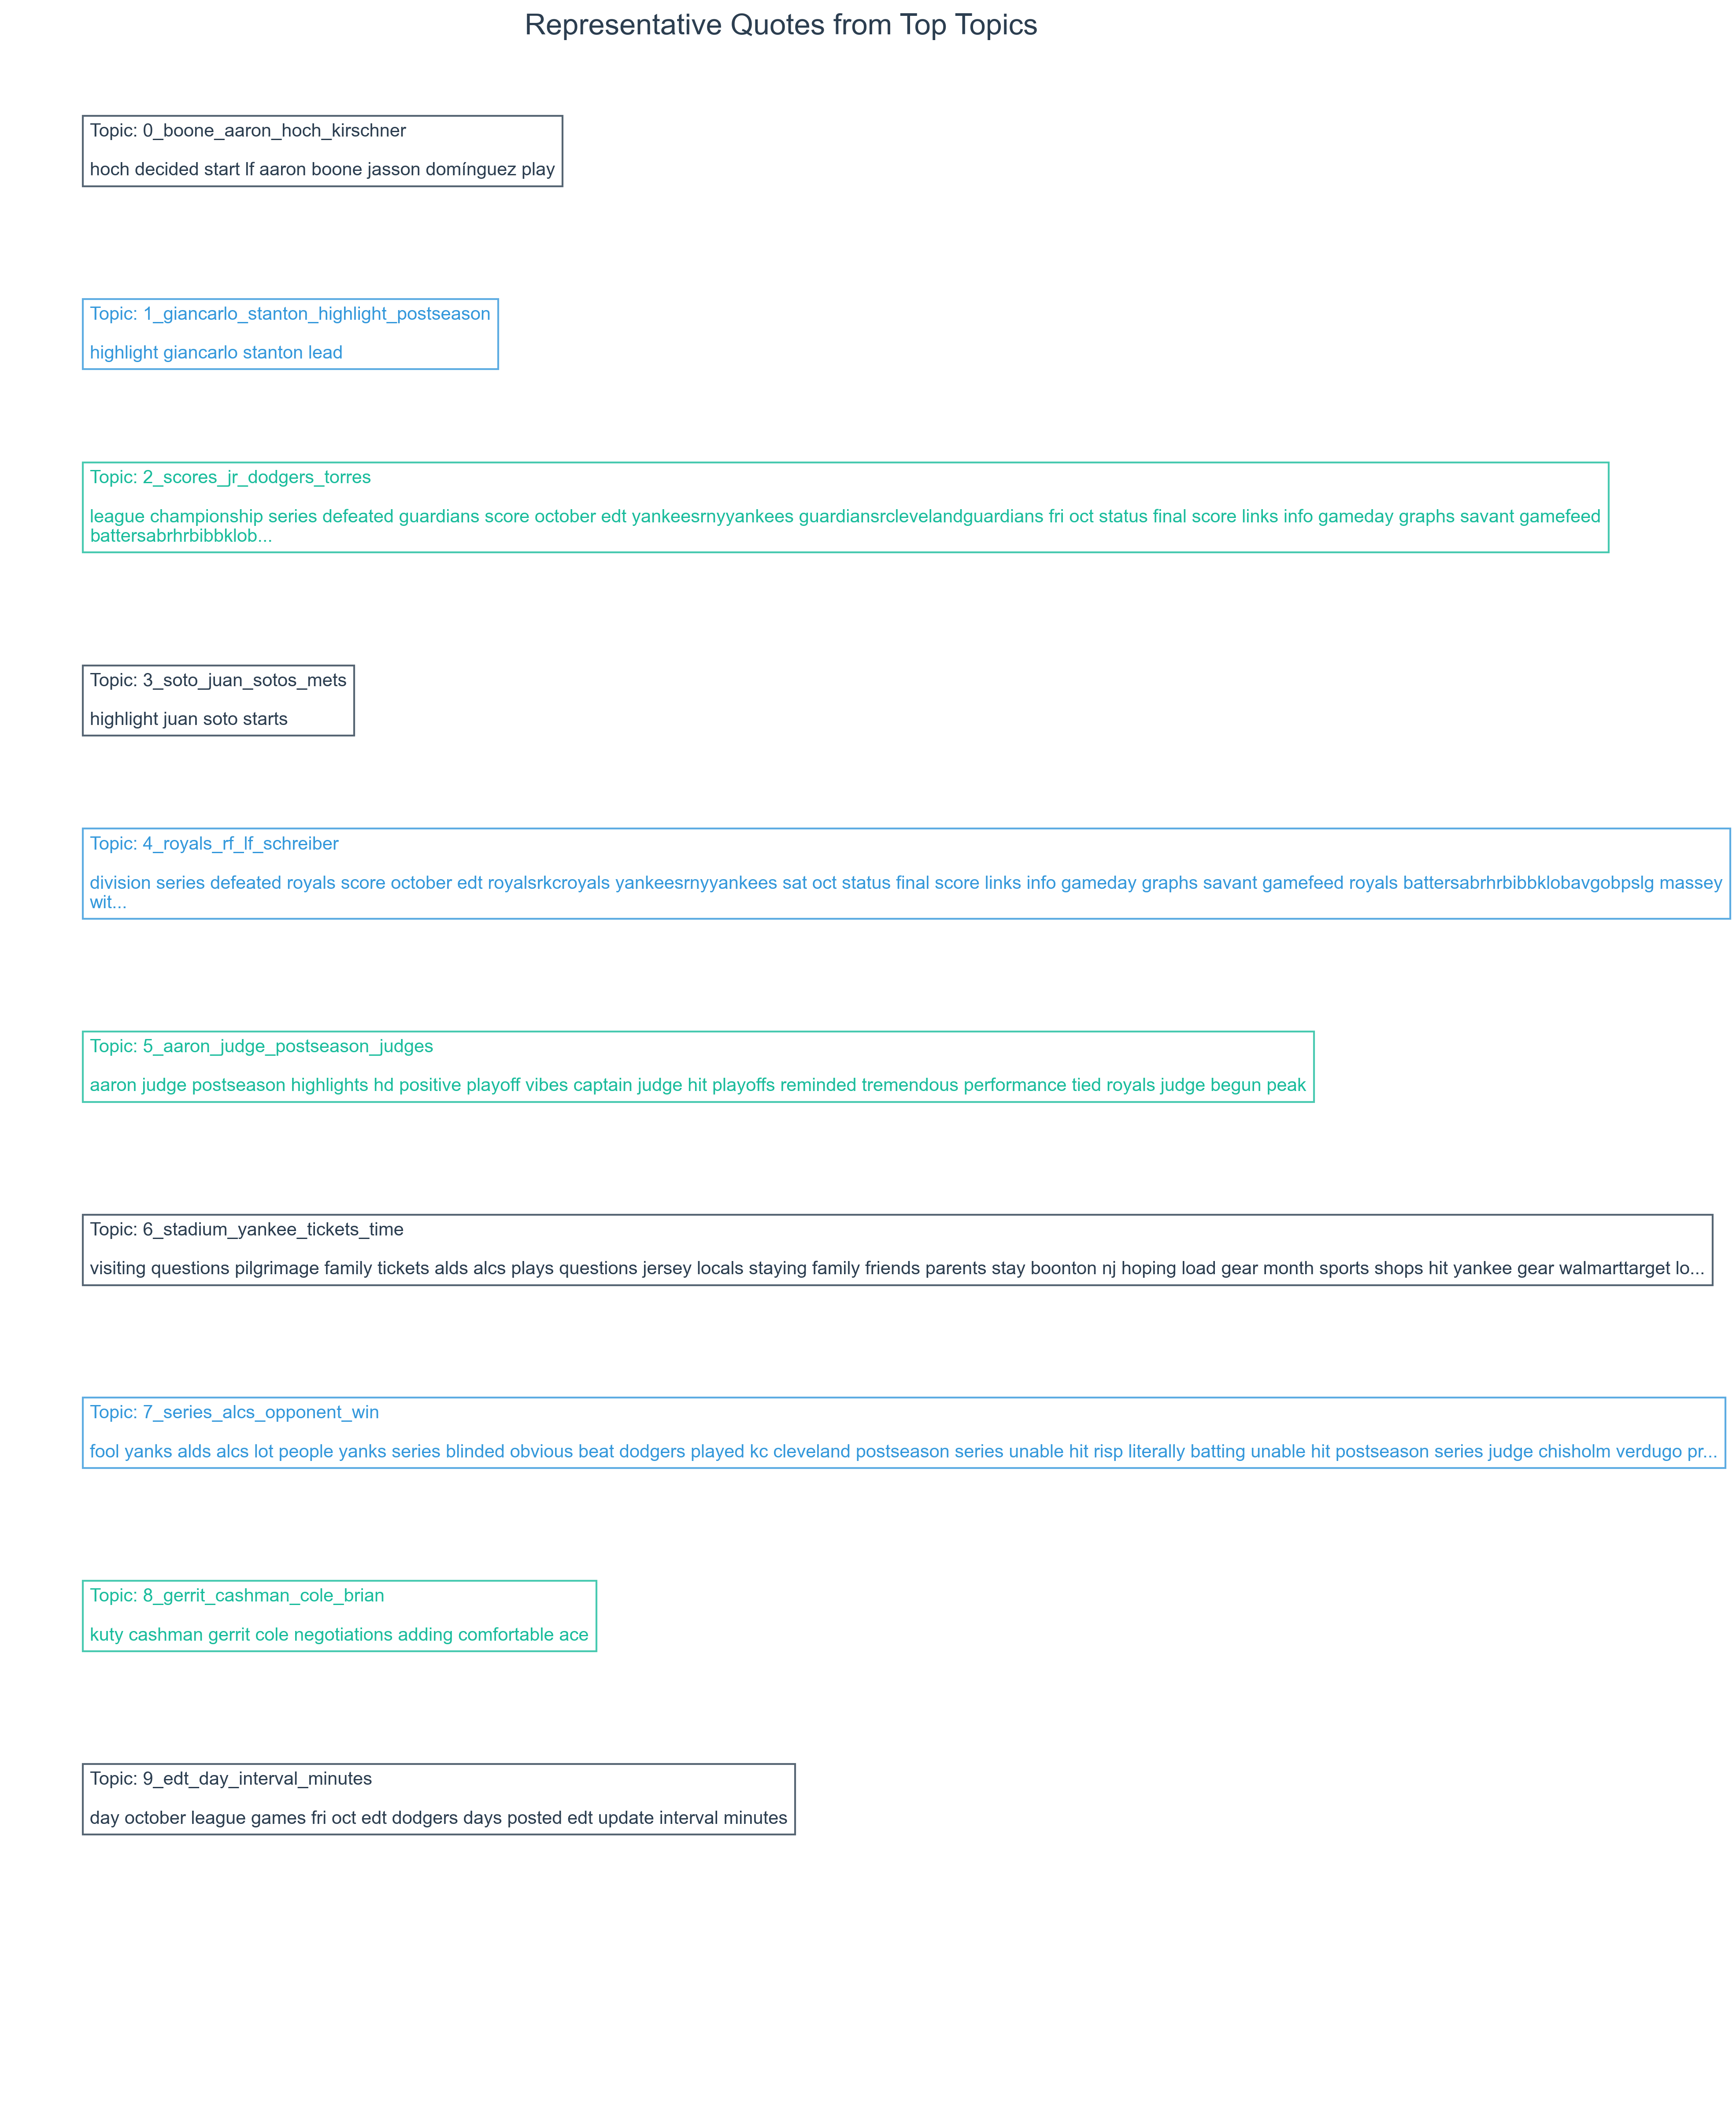 Representative Quotes from Top Topics
Topic: 0_boone_aaron_hoch_kirschner
hoch decided start lf aaron boone jasson domínguez play
Topic: 1_giancarlo_stanton_highlight_postseason
highlight giancarlo stanton lead
Topic: 2_scores_jr_dodgers_torres
league championship series defeated guardians score october edt yankeesrnyyankees guardiansrclevelandguardians fri oct status final score links info gameday graphs savant gamefeed
battersabrhrbibbklob...
Topic: 3_soto_juan_sotos_mets
highlight juan soto starts
Topic: 4_royals_rf_lf_schreiber
division series defeated royals score october edt royalsrkcroyals yankeesrnyyankees sat oct status final score links info gameday graphs savant gamefeed royals battersabrhrbibbklobavgobpslg massey
wit...
Topic: 5_aaron_judge_postseason_judges
aaron judge postseason highlights hd positive playoff vibes captain judge hit playoffs reminded tremendous performance tied royals judge begun peak
Topic: 6_stadium_yankee_tickets_time
visiting questions pilgrimage family tickets alds alcs plays questions jersey locals staying family friends parents stay boonton nj hoping load gear month sports shops hit yankee gear walmarttarget lo...
Topic: 7_series_alcs_opponent_win
fool yanks alds alcs lot people yanks series blinded obvious beat dodgers played kc cleveland postseason series unable hit risp literally batting unable hit postseason series judge chisholm verdugo pr...
Topic: 8_gerrit_cashman_cole_brian
kuty cashman gerrit cole negotiations adding comfortable ace
Topic: 9_edt_day_interval_minutes
day october league games fri oct edt dodgers days posted edt update interval minutes